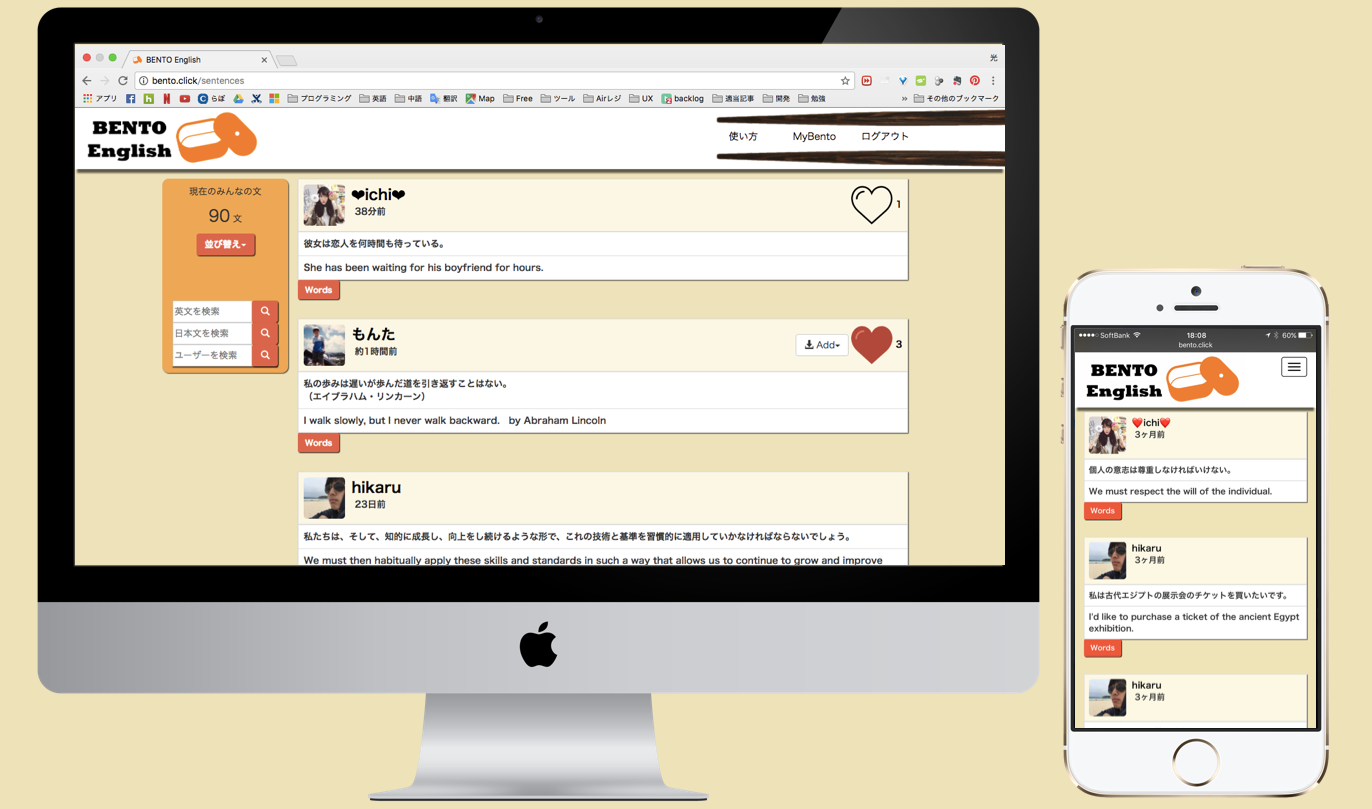 BENTO English
光
bento.click/sentences
アプリ
らぼ
プログラミング
英語
中語
翻訳
Map
Free
ツール
Airレジ
UX
backlog
適当記事
開発
勉強
»
その他のブックマーク
BENTO
English
使い方
MyBento
ログアウト
現在のみんなの文
90 文
並び替え
英文を検索
日本文を検索
ユーザーを検索
❤ichi❤
38分前
1
彼女は恋人を何時間も待っている。
She has been waiting for his boyfriend for hours.
Words
もんた
約1時間前
Add
3
私の歩みは遅いが歩んだ道を引き返すことはない。
（エイブラハム・リンカーン）
I walk slowly, but I never walk backward. by Abraham Lincoln
Words
hikaru
23日前
私たちは、そして、知的に成長し、向上をし続けるような形で、これの技術と基準を習慣的に適用していかなければならないでしょう。
We must then habitually apply these skills and standards in such a way that allows us to continue to grow and improve
SoftBank
18:08
60%
bento.click
BENTO
English
❤ichi❤
3ヶ月前
個人の意志は尊重しなければいけない。
We must respect the will of the individual.
Words
hikaru
3ヶ月前
私は古代エジプトの展示会のチケットを買いたいです。
I'd like to purchase a ticket of the ancient Egypt
exhibition.
Words
hikaru
3ヶ月前